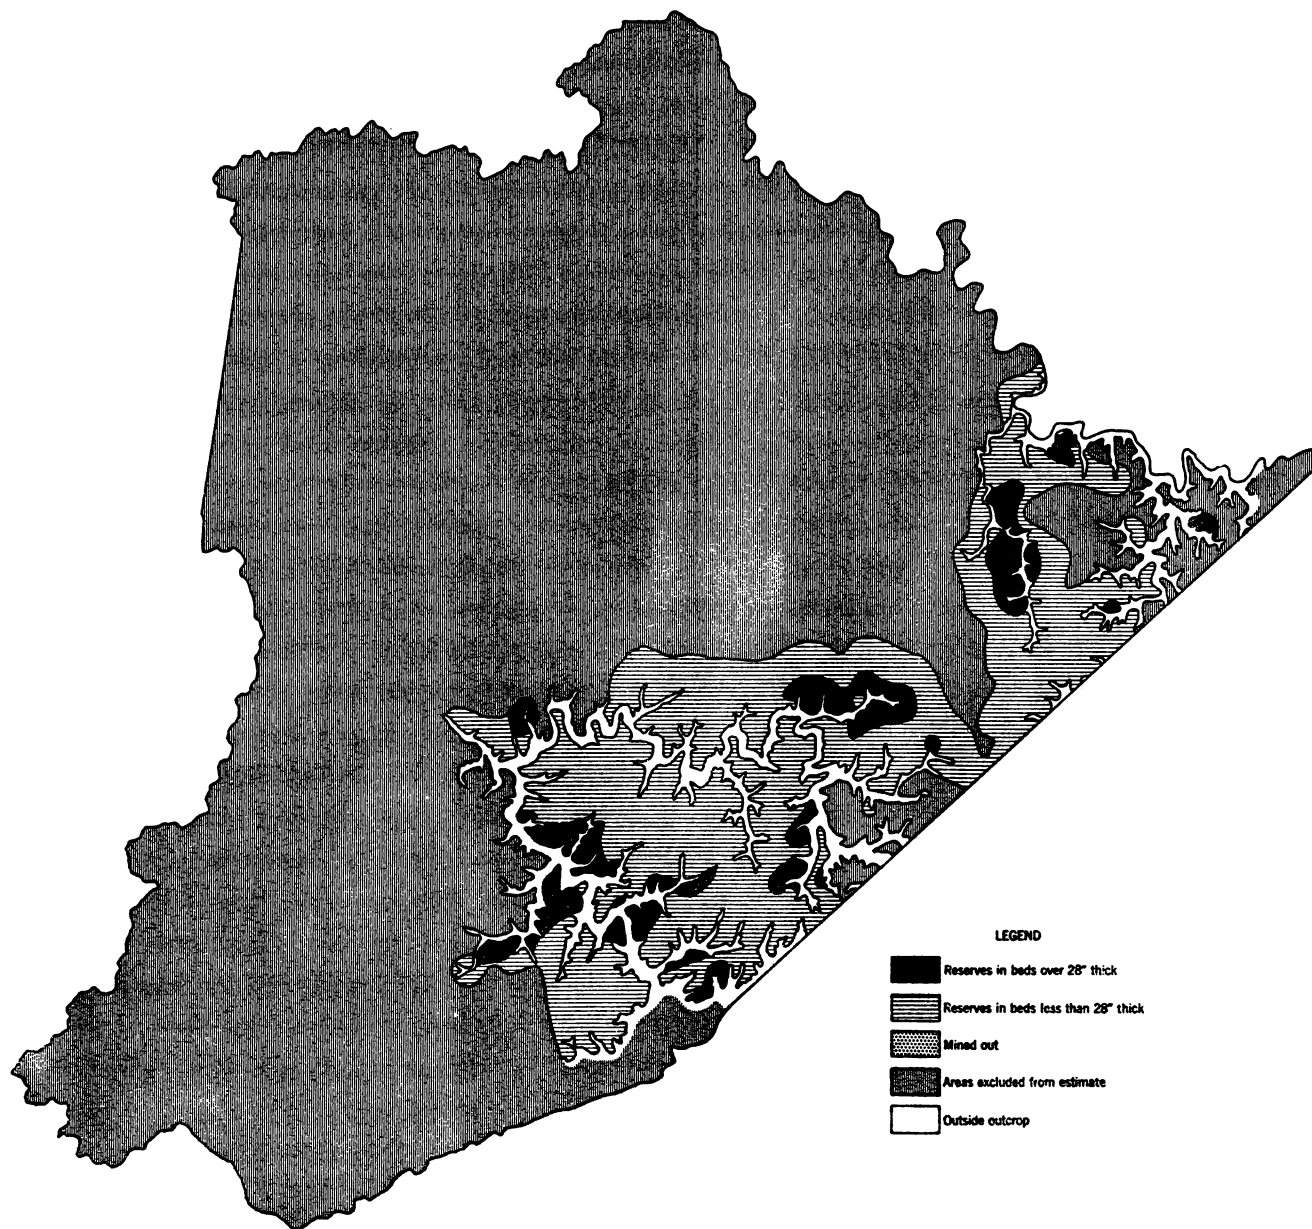 LEGEND
Reserves in beds over 28" thick
Reserves in beds less than 28" thick
Mined out
Areas excluded from estimate
Outside outcrop